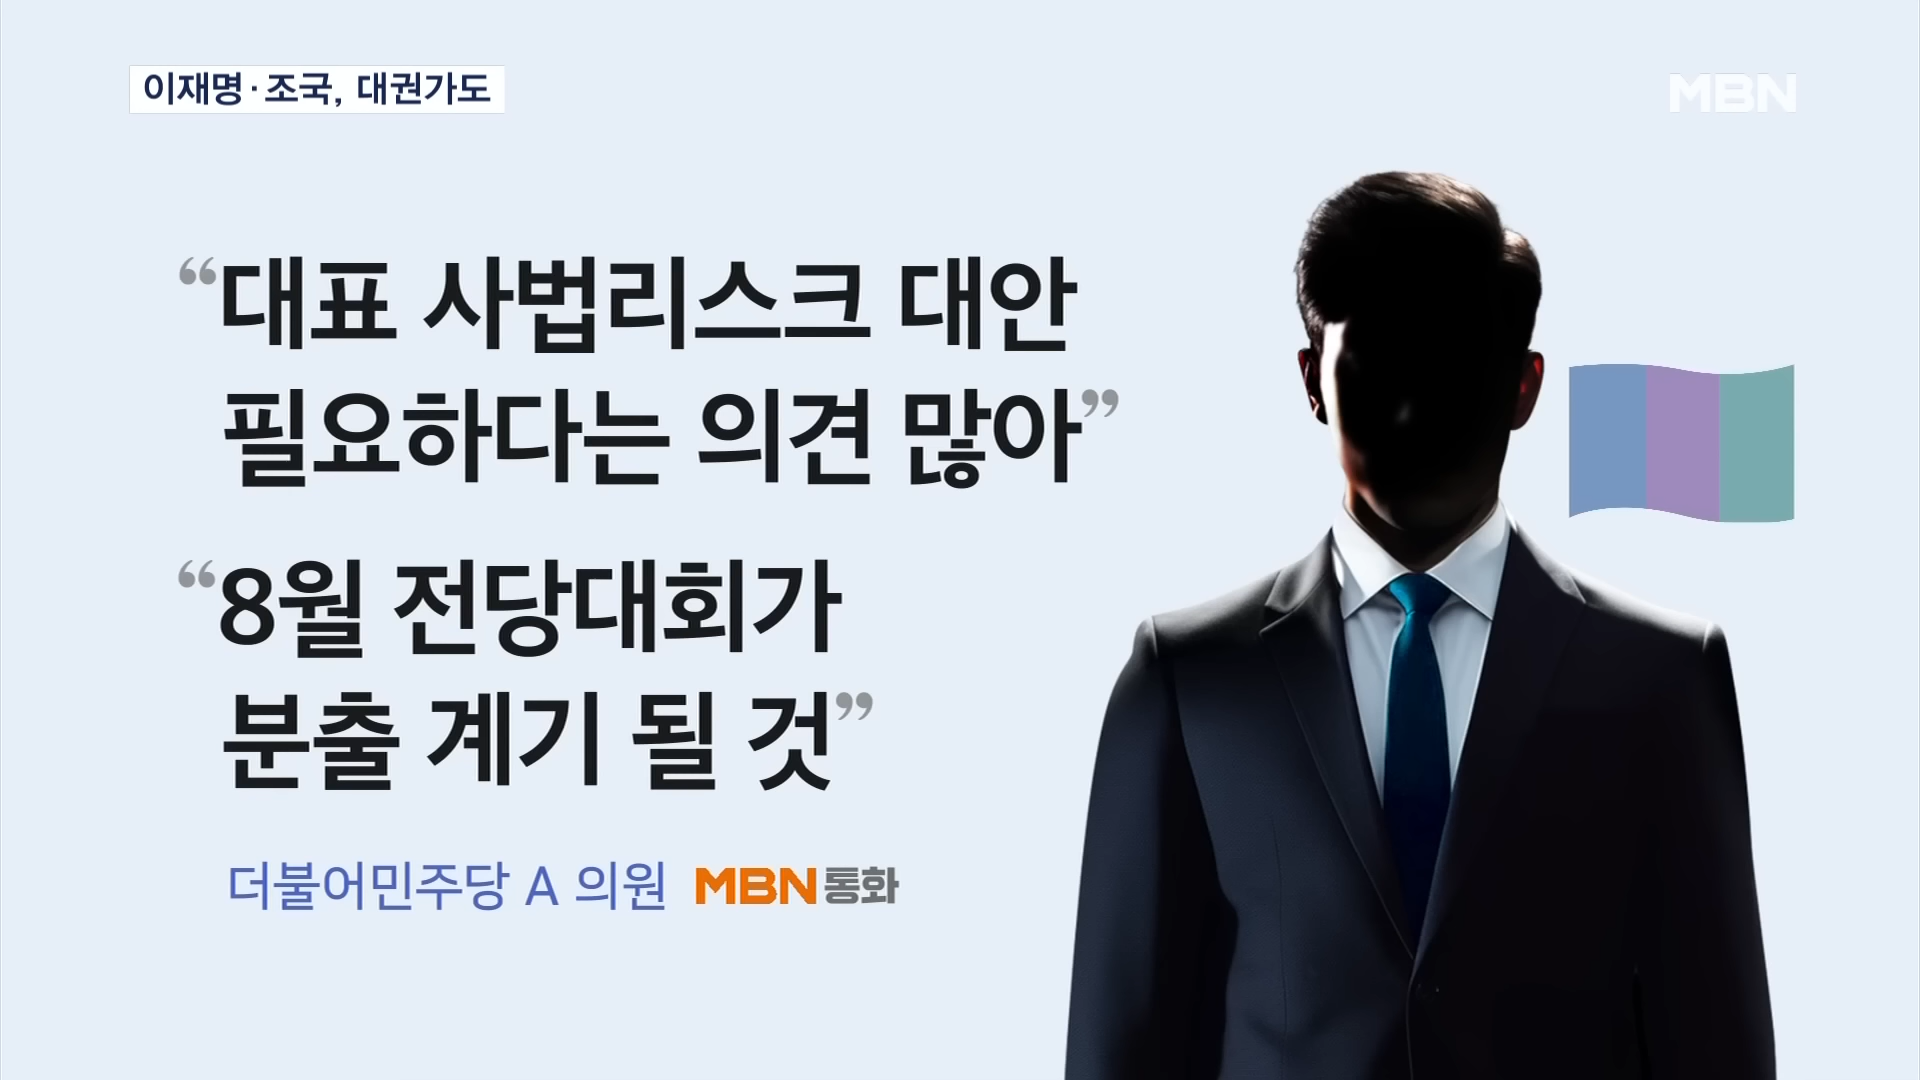 이재명·조국, 대권가도
MBN
“대표 사법리스크 대안
필요하다는 의견 많아”
“8월 전당대회가
분출 계기 될 것”
더불어민주당 A 의원 MBN통화